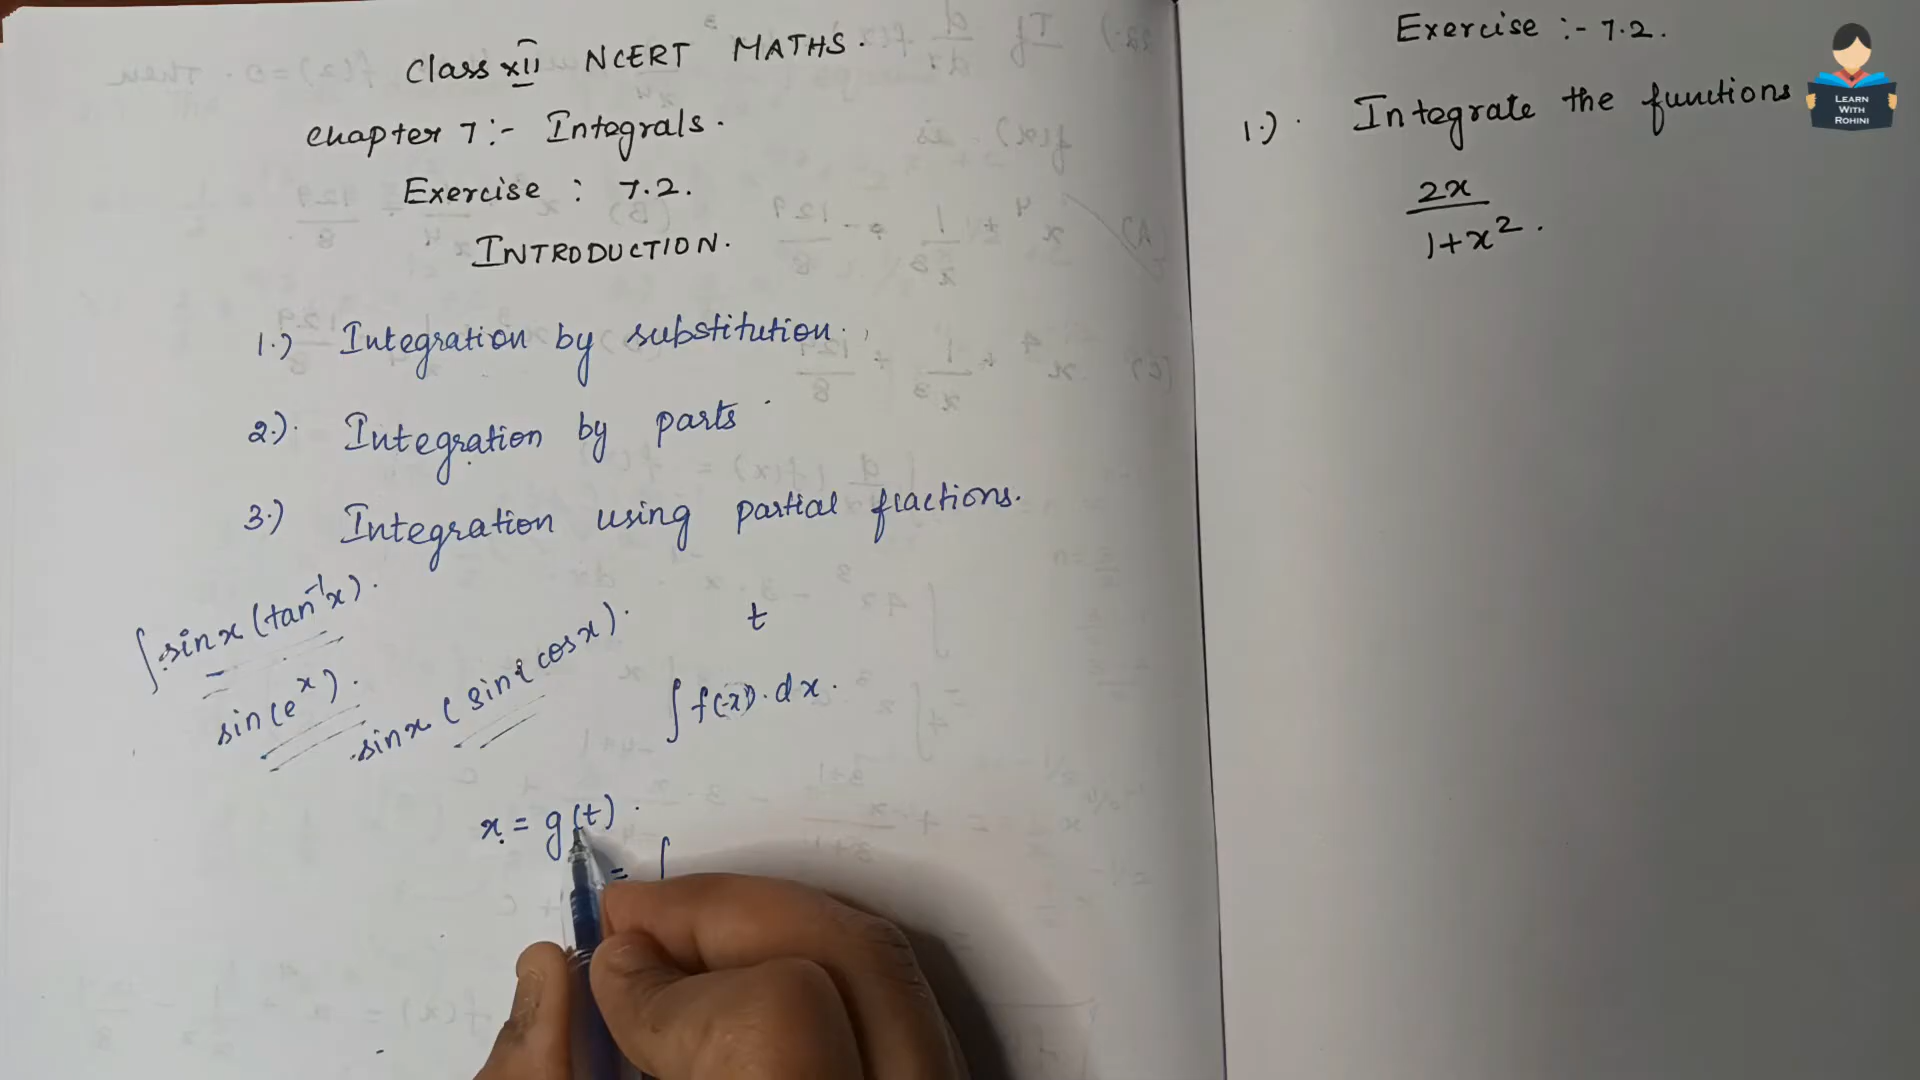 Class XII NCERT MATHS.
Chapter 7:- Integrals.
Exercise : 7.2.
INTRODUCTION.
1.) Integration by substitution.
2.). Integration by parts.
3.) Integration using partial fractions.
∫sinx(tan⁻¹x).
sin(eˣ).
sinx(sinx cosx).
t
∫f(x).dx.
x = g(t).
= ∫
Exercise :- 7.2.
1.). Integrate the functions
2x
1+x².
LEARN
WITH
ROHINI